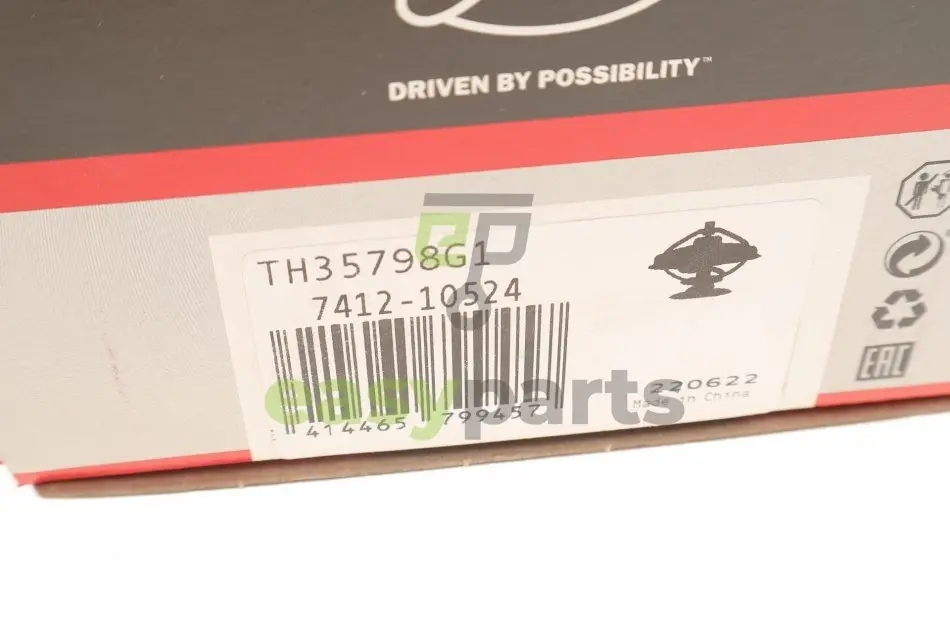 DRIVEN BY POSSIBILITY™
TH35798G1
7412-10524
414465 799457
220622
Made in China
EAC
easyparts